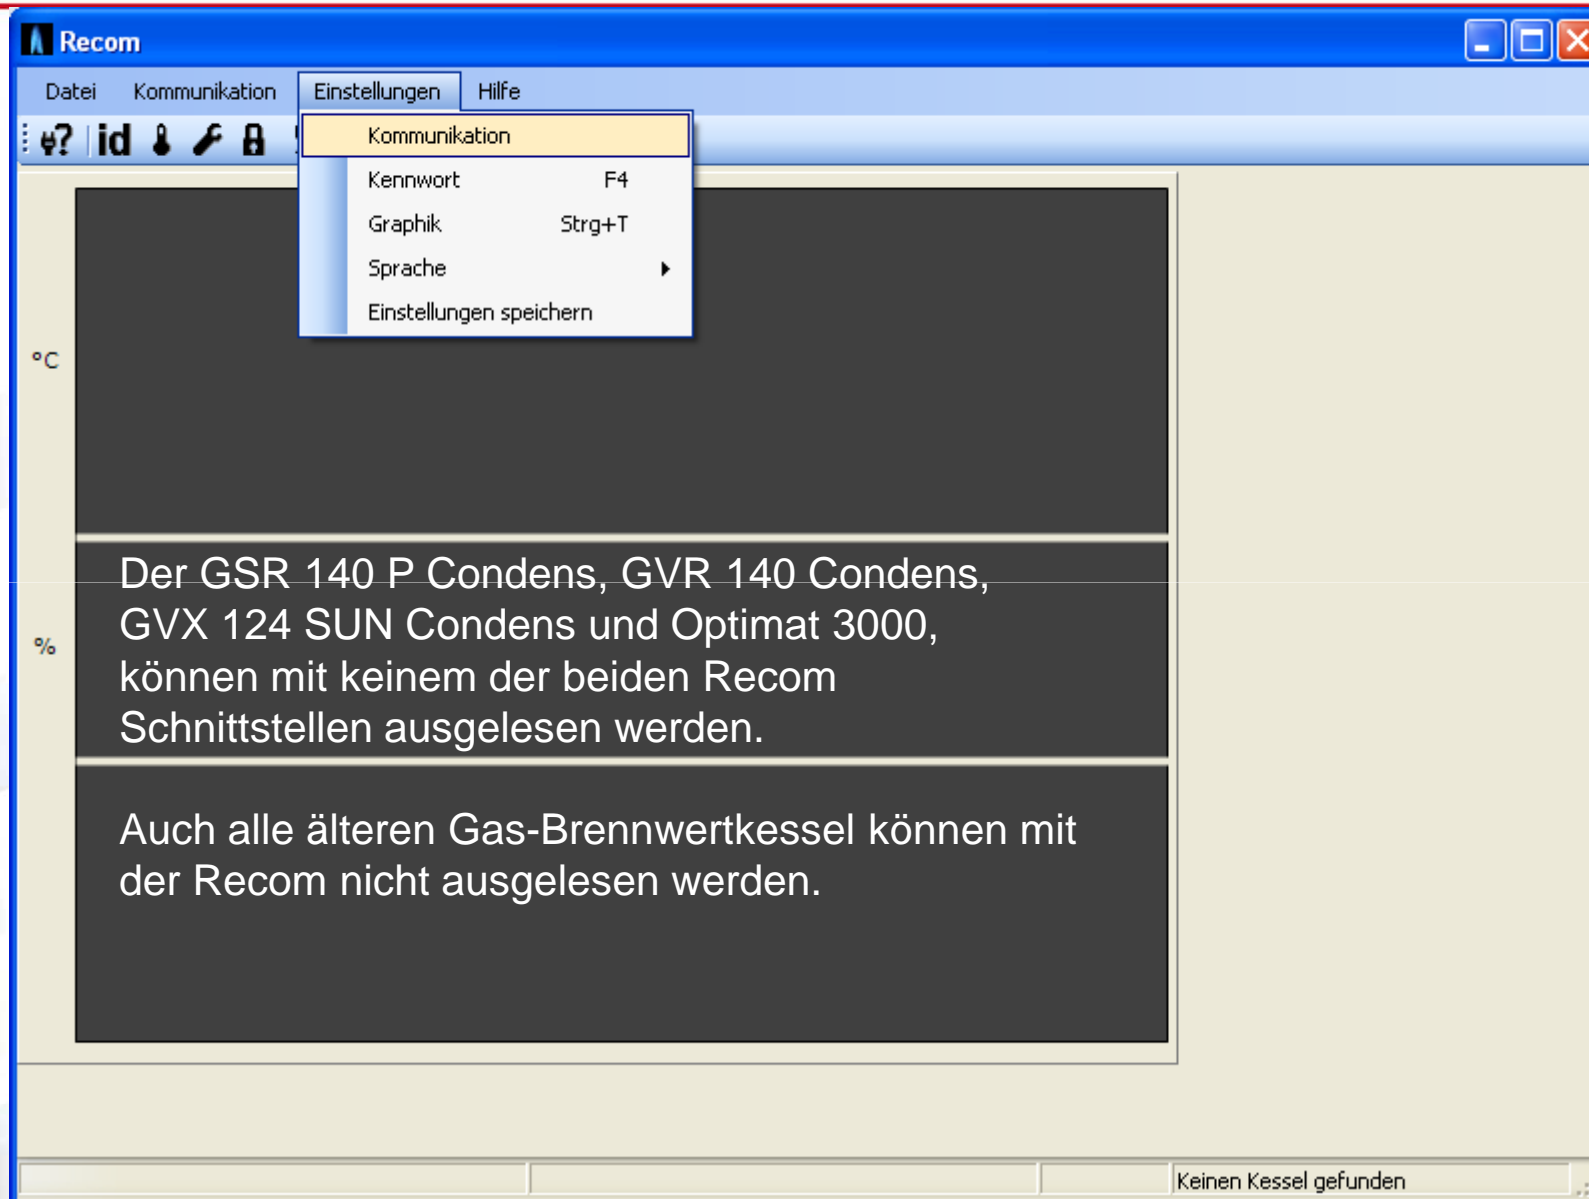 Recom
Datei Kommunikation Einstellungen Hilfe
? id
Kommunikation
Kennwort F4
Graphik Strg+T
Sprache
Einstellungen speichern
°C
Der GSR 140 P Condens, GVR 140 Condens,
GVX 124 SUN Condens und Optimat 3000,
%
können mit keinem der beiden Recom
Schnittstellen ausgelesen werden.
Auch alle älteren Gas-Brennwertkessel können mit
der Recom nicht ausgelesen werden.
Keinen Kessel gefunden